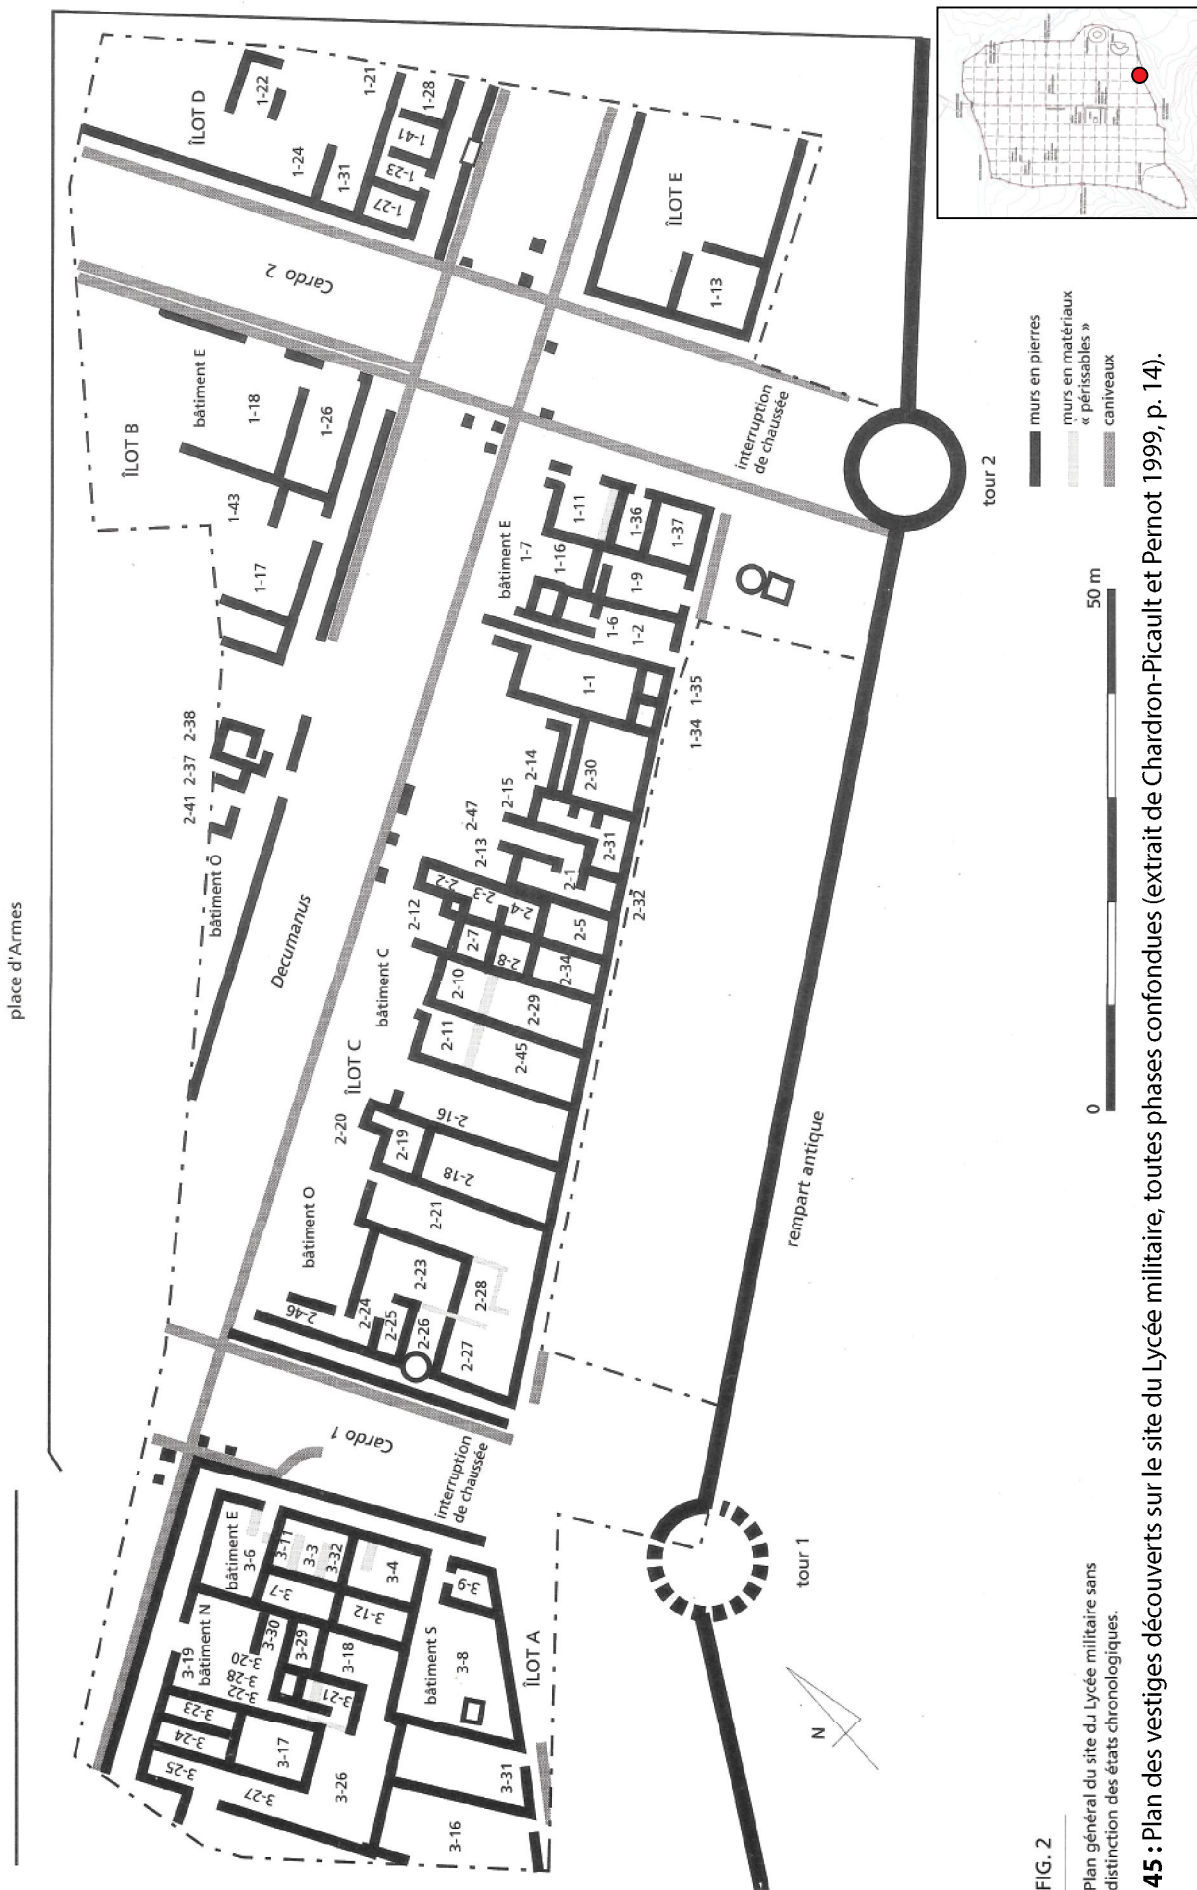 place d'Armes
ÎLOT D
1-22
1-21
1-24
1-31
1-28
1-41
1-23
1-27
Cardo 2
ÎLOT E
1-13
ÎLOT B
bâtiment E
1-18
1-26
1-43
1-17
interruption
de chaussée
tour 2
bâtiment E
1-7
1-11
1-36
1-37
1-16
1-9
1-6
1-2
1-1
1-35
1-34
2-38
2-37
2-41
bâtiment O
Decumanus
2-14
2-30
2-15
2-47
2-13
2-31
2-1
2-32
2-2
2-3
2-4
2-5
2-12
2-7
2-8
2-34
bâtiment C
2-10
2-29
2-11
2-45
ÎLOT C
2-20
2-16
2-19
2-18
bâtiment O
2-21
2-23
2-28
2-24
2-25
2-26
2-27
2-46
rempart antique
Cardo 1
interruption
de chaussée
bâtiment E
3-6
3-11
3-3
3-32
3-4
3-7
3-12
3-9
bâtiment N
3-30
3-29
3-18
3-19
3-20
3-28
3-22
3-21
bâtiment S
3-8
ÎLOT A
3-23
3-24
3-25
3-17
3-27
3-26
3-31
3-16
tour 1
N
murs en pierres
murs en matériaux
« périssables »
caniveaux
0
50 m
FIG. 2
Plan général du site du Lycée militaire sans
distinction des états chronologiques.
45 : Plan des vestiges découverts sur le site du Lycée militaire, toutes phases confondues (extrait de Chardron-Picault et Pernot 1999, p. 14).